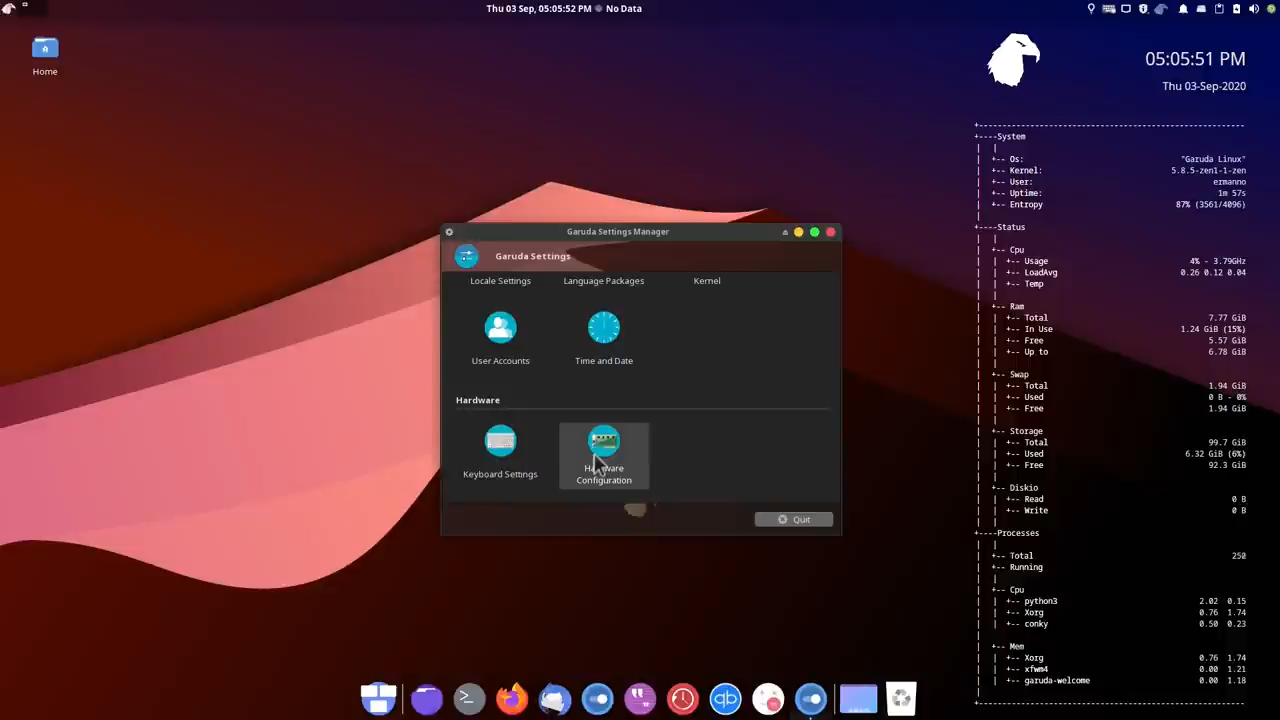 Thu 03 Sep, 05:05:52 PM No Data
Home
05:05:51 PM
Thu 03-Sep-2020
Garuda Settings Manager
Garuda Settings
Locale Settings
Language Packages
Kernel
User Accounts
Time and Date
Hardware
Keyboard Settings
Hardware
Configuration
Quit
+-----------------------------------------------------
+----System
| |
| +-- Os: "Garuda Linux"
| +-- Kernel: 5.8.5-zen1-1-zen
| +-- User: ermanno
| +-- Uptime: 1m 57s
| +-- Entropy 87% (3561/4096)
|
+----Status
| |
| +-- Cpu
| | +-- Usage 4% - 3.79GHz
| | +-- LoadAvg 0.26 0.12 0.04
| | +-- Temp
| |
| +-- Ram
| | +-- Total 7.77 GiB
| | +-- In Use 1.24 GiB (15%)
| | +-- Free 5.57 GiB
| | +-- Up to 6.78 GiB
| |
| +-- Swap
| | +-- Total 1.94 GiB
| | +-- Used 0 B - 0%
| | +-- Free 1.94 GiB
| |
| +-- Storage
| | +-- Total 99.7 GiB
| | +-- Used 6.32 GiB (6%)
| | +-- Free 92.3 GiB
| |
| +-- Diskio
| | +-- Read 0 B
| | +-- Write 0 B
|
+----Processes
| |
| +-- Total 250
| +-- Running
| |
| +-- Cpu
| | +-- python3 2.02 0.15
| | +-- Xorg 0.76 1.74
| | +-- conky 0.50 0.23
| |
| +-- Mem
| | +-- Xorg 0.76 1.74
| | +-- xfwm4 0.00 1.21
| | +-- garuda-welcome 0.00 1.18
|
+-----------------------------------------------------